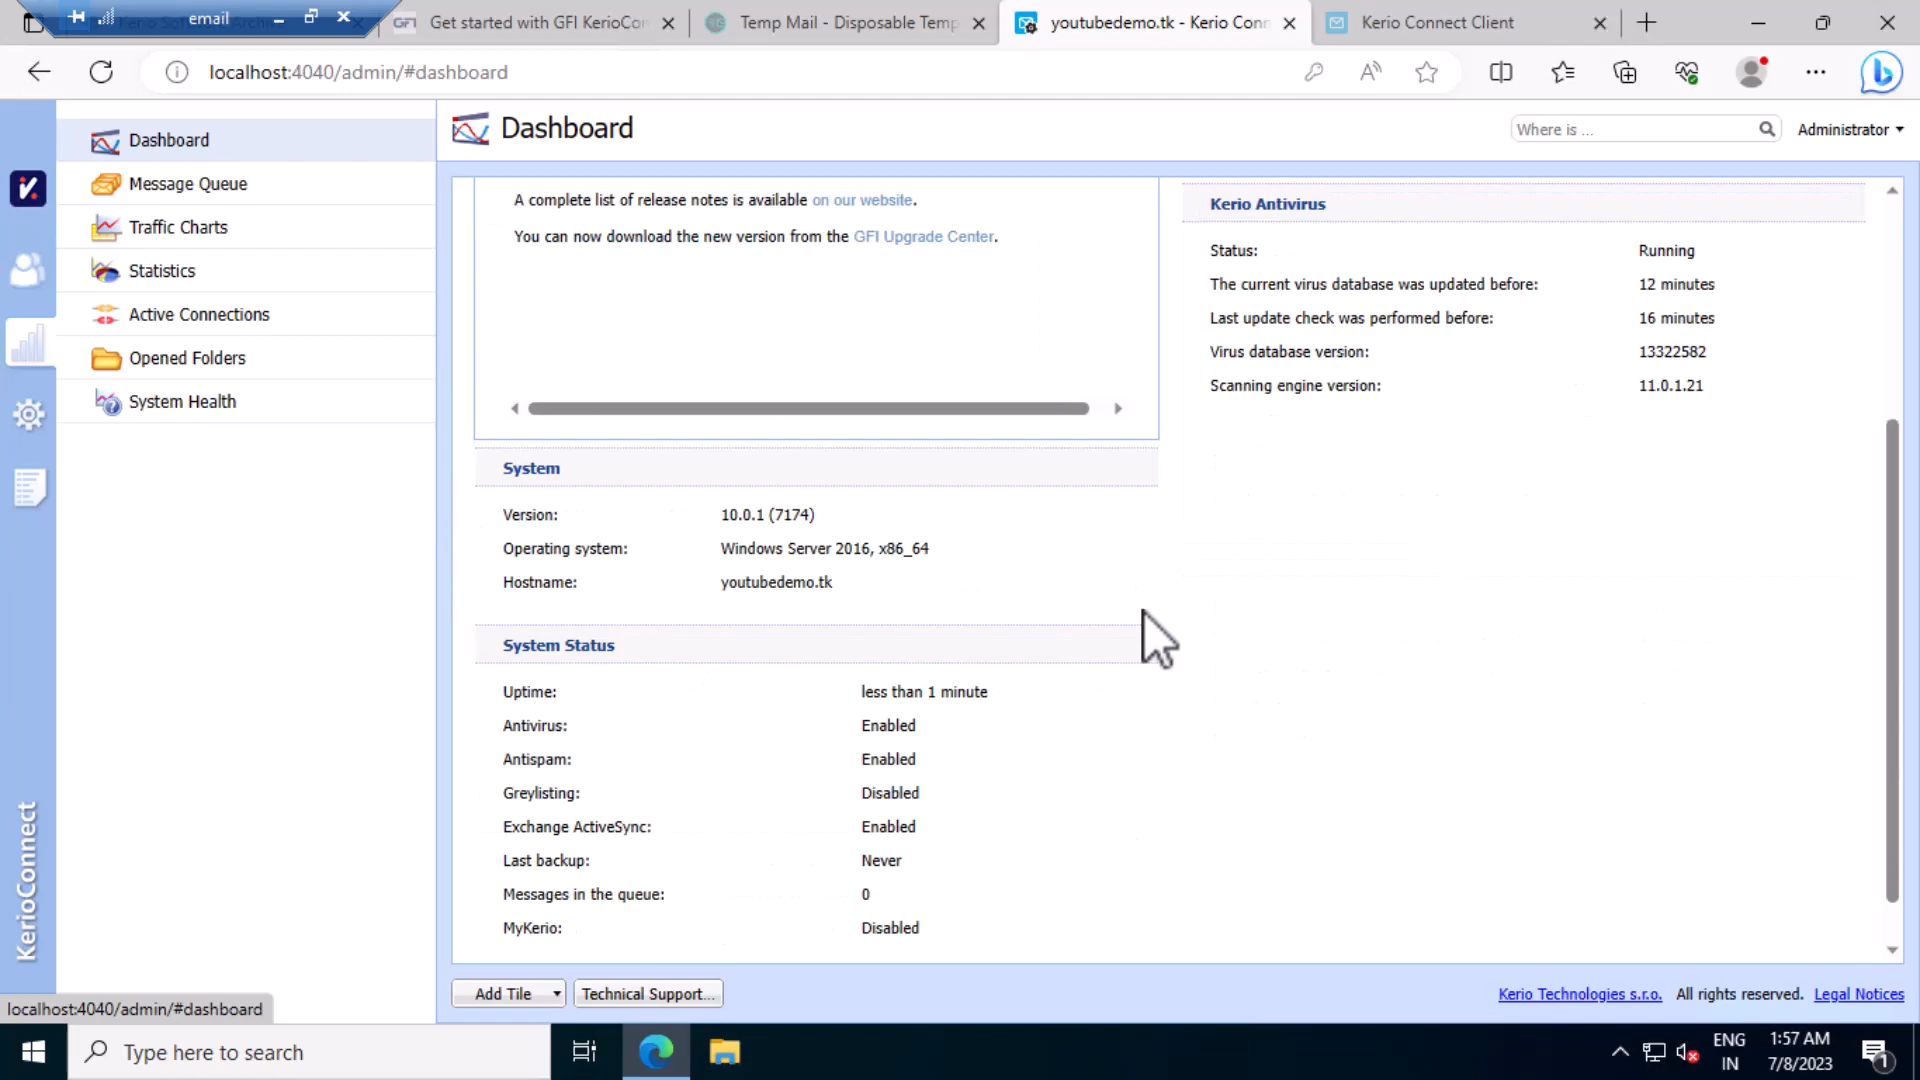 email
Get started with GFI KerioCon
Temp Mail - Disposable Temp
youtubedemo.tk - Kerio Conn
Kerio Connect Client
localhost:4040/admin/#dashboard
Dashboard
Message Queue
Traffic Charts
Statistics
Active Connections
Opened Folders
System Health
KerioConnect
Dashboard
Where is ...
Administrator
A complete list of release notes is available on our website.
You can now download the new version from the GFI Upgrade Center.
System
Version: 10.0.1 (7174)
Operating system: Windows Server 2016, x86_64
Hostname: youtubedemo.tk
System Status
Uptime: less than 1 minute
Antivirus: Enabled
Antispam: Enabled
Greylisting: Disabled
Exchange ActiveSync: Enabled
Last backup: Never
Messages in the queue: 0
MyKerio: Disabled
Kerio Antivirus
Status: Running
The current virus database was updated before: 12 minutes
Last update check was performed before: 16 minutes
Virus database version: 13322582
Scanning engine version: 11.0.1.21
Add Tile
Technical Support...
Kerio Technologies s.r.o. All rights reserved. Legal Notices
localhost:4040/admin/#dashboard
Type here to search
ENG
IN
1:57 AM
7/8/2023
1